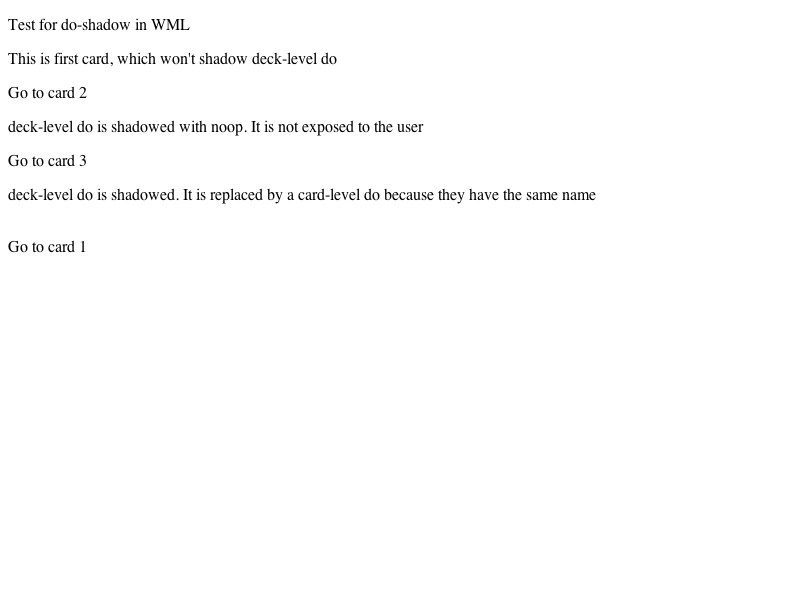 Test for do-shadow in WML
This is first card, which won't shadow deck-level do
Go to card 2
deck-level do is shadowed with noop. It is not exposed to the user
Go to card 3
deck-level do is shadowed. It is replaced by a card-level do because they have the same name
Go to card 1